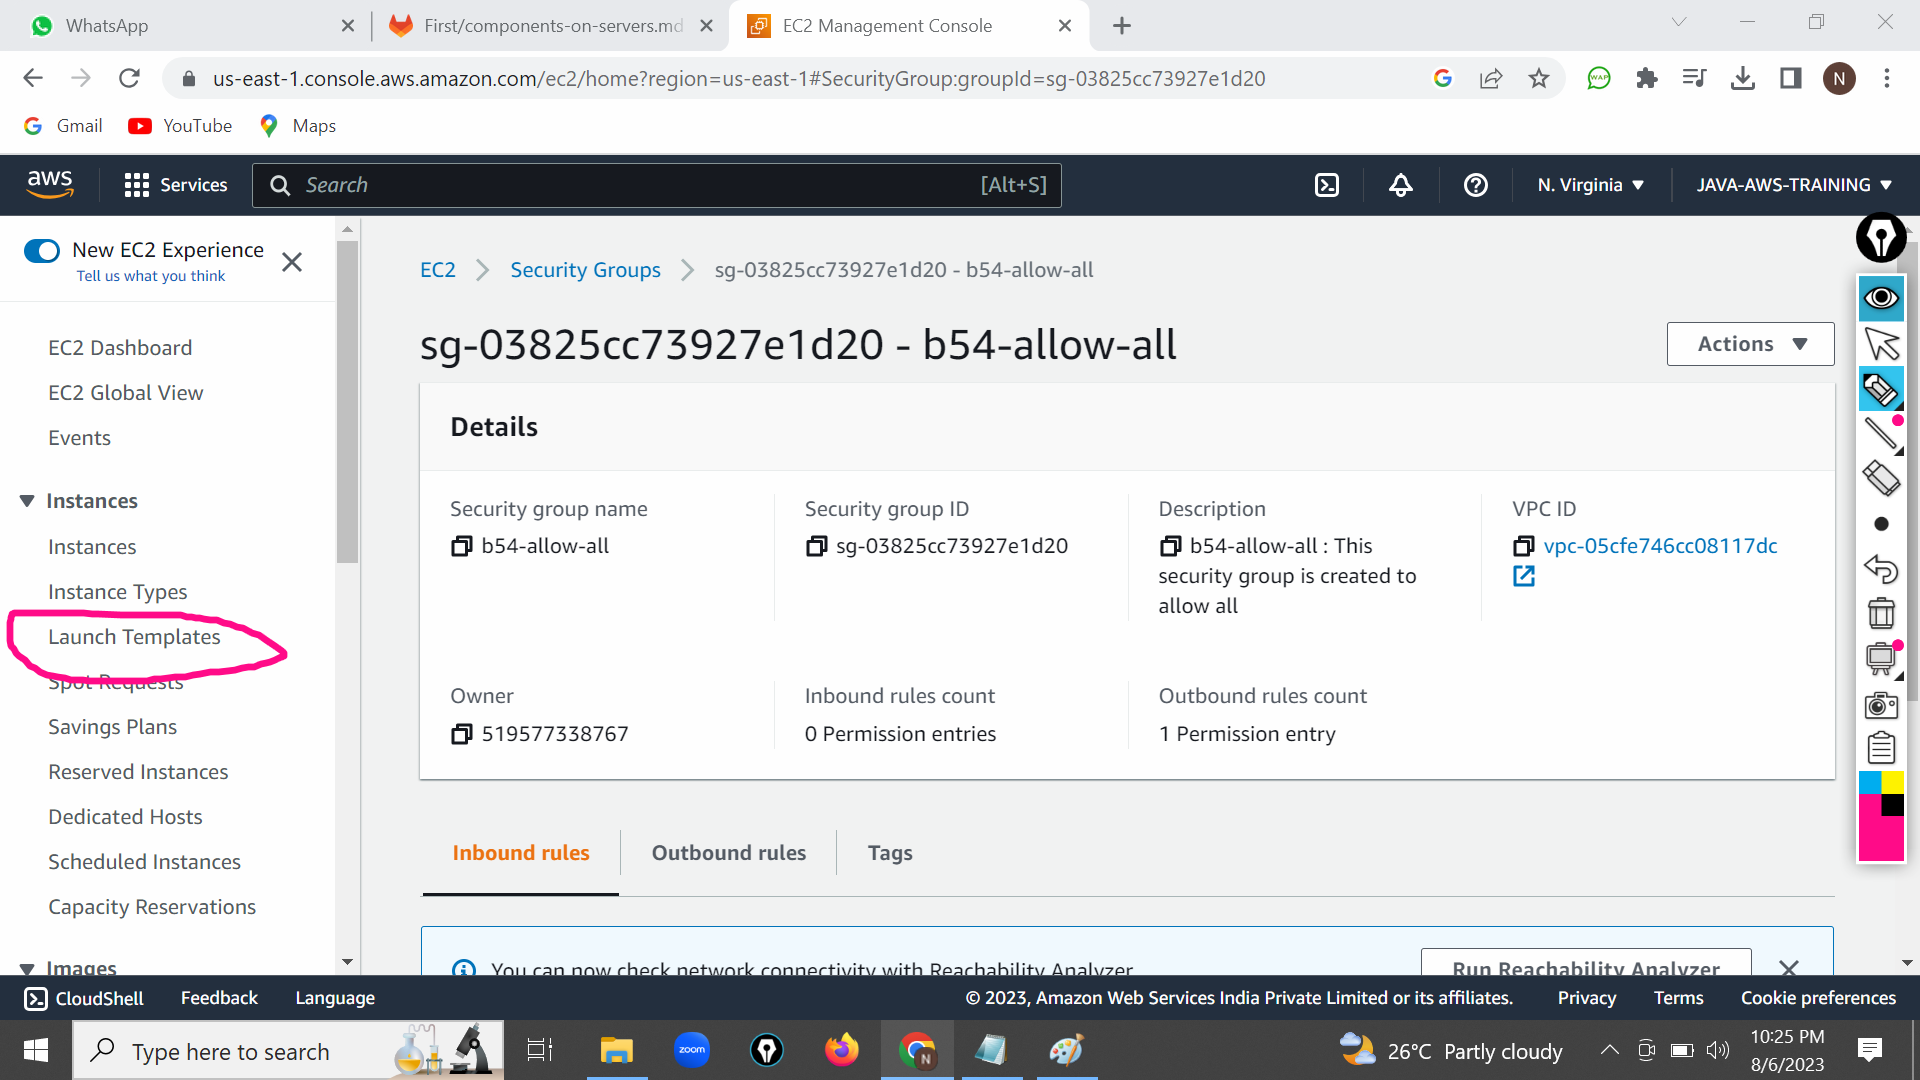 WhatsApp
First/components-on-servers.md
EC2 Management Console
us-east-1.console.aws.amazon.com/ec2/home?region=us-east-1#SecurityGroup:groupId=sg-03825cc73927e1d20
WAP
N
Gmail
YouTube
Maps
aws
Services
Search
[Alt+S]
N. Virginia
JAVA-AWS-TRAINING
New EC2 Experience
Tell us what you think
EC2 Dashboard
EC2 Global View
Events
Instances
Instances
Instance Types
Launch Templates
Spot Requests
Savings Plans
Reserved Instances
Dedicated Hosts
Scheduled Instances
Capacity Reservations
Images
EC2 > Security Groups > sg-03825cc73927e1d20 - b54-allow-all
sg-03825cc73927e1d20 - b54-allow-all
Actions
Details
Security group name
b54-allow-all
Security group ID
sg-03825cc73927e1d20
Description
b54-allow-all : This
security group is created to
allow all
VPC ID
vpc-05cfe746cc08117dc
Owner
519577338767
Inbound rules count
0 Permission entries
Outbound rules count
1 Permission entry
Inbound rules
Outbound rules
Tags
You can now check network connectivity with Reachability Analyzer
Run Reachability Analyzer
CloudShell
Feedback
Language
© 2023, Amazon Web Services India Private Limited or its affiliates.
Privacy
Terms
Cookie preferences
Type here to search
zoom
N
26°C Partly cloudy
10:25 PM
8/6/2023